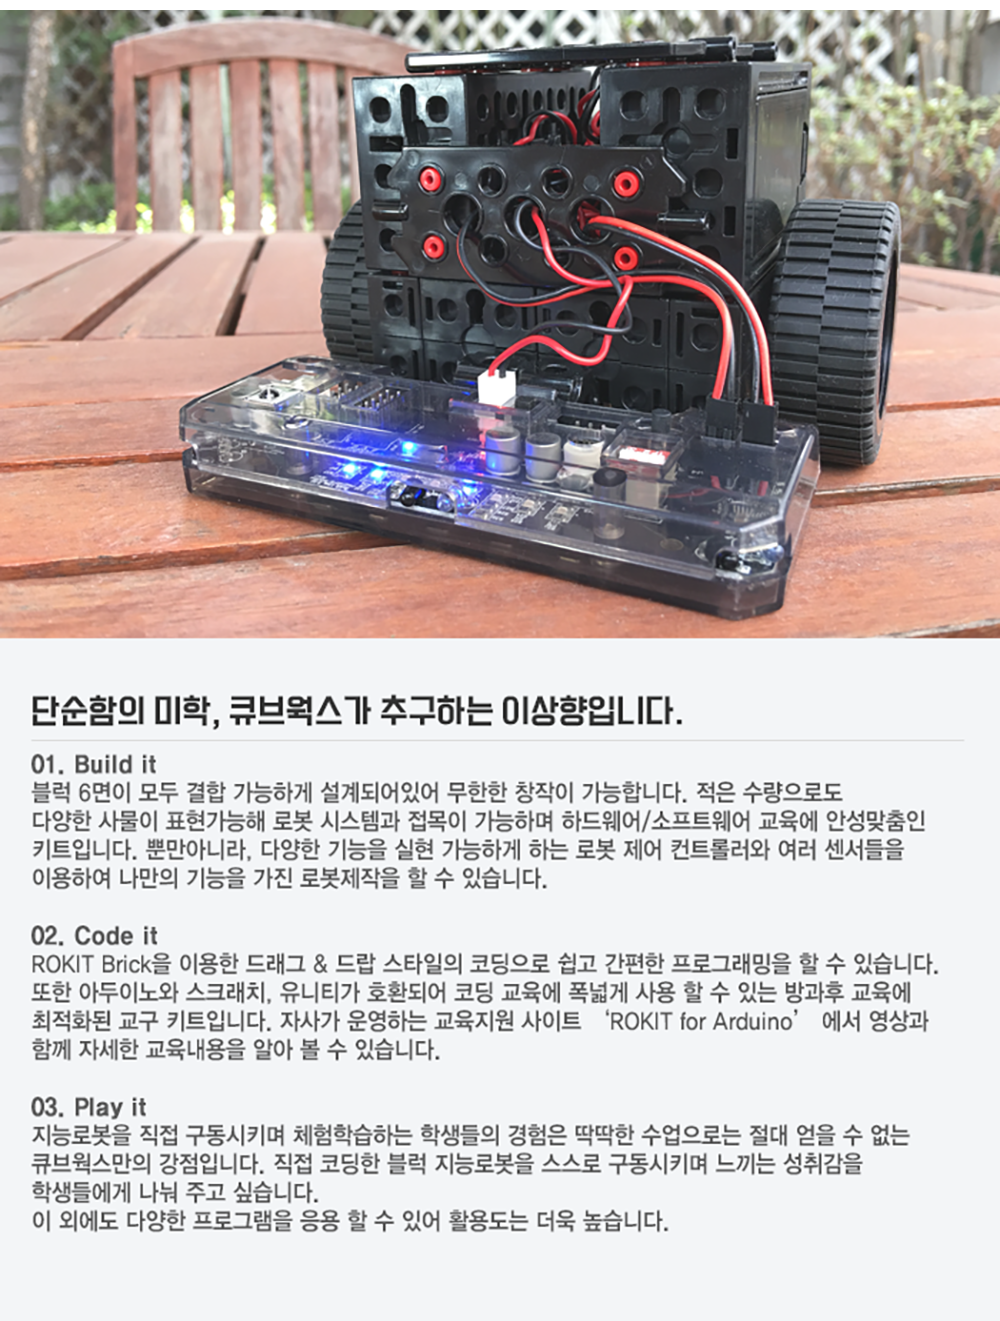 단순함의 미학, 큐브웍스가 추구하는 이상향입니다.
01. Build it
블럭 6면이 모두 결합 가능하게 설계되어있어 무한한 창작이 가능합니다. 적은 수량으로도
다양한 사물이 표현가능해 로봇 시스템과 접목이 가능하며 하드웨어/소프트웨어 교육에 안성맞춤인
키트입니다. 뿐만아니라, 다양한 기능을 실현 가능하게 하는 로봇 제어 컨트롤러와 여러 센서들을
이용하여 나만의 기능을 가진 로봇제작을 할 수 있습니다.
02. Code it
ROKIT Brick을 이용한 드래그 & 드랍 스타일의 코딩으로 쉽고 간편한 프로그래밍을 할 수 있습니다.
또한 아두이노와 스크래치, 유니티가 호환되어 코딩 교육에 폭넓게 사용 할 수 있는 방과후 교육에
최적화된 교구 키트입니다. 자사가 운영하는 교육지원 사이트 ‘ROKIT for Arduino’ 에서 영상과
함께 자세한 교육내용을 알아 볼 수 있습니다.
03. Play it
지능로봇을 직접 구동시키며 체험학습하는 학생들의 경험은 딱딱한 수업으로는 절대 얻을 수 없는
큐브웍스만의 강점입니다. 직접 코딩한 블럭 지능로봇을 스스로 구동시키며 느끼는 성취감을
학생들에게 나눠 주고 싶습니다.
이 외에도 다양한 프로그램을 응용 할 수 있어 활용도는 더욱 높습니다.